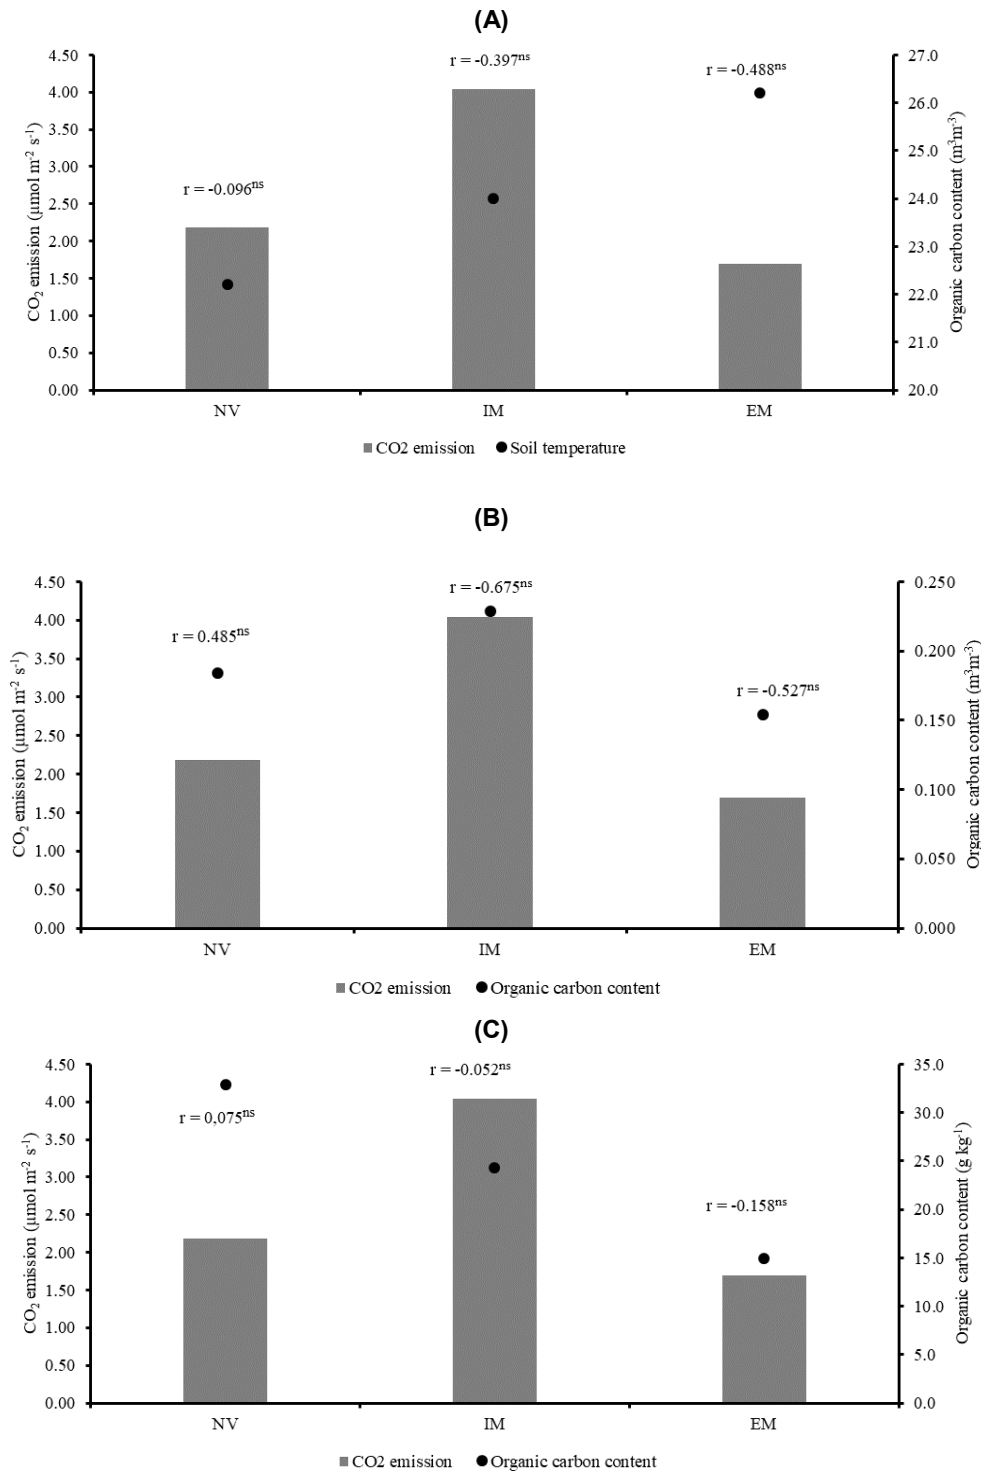 (A)
CO2 emission (µmol m-2 s-1)
4.50
4.00
3.50
3.00
2.50
2.00
1.50
1.00
0.50
0.00
r = -0.096ns
r = -0.397ns
r = -0.488ns
27.0
26.0
25.0
24.0
23.0
22.0
21.0
20.0
Organic carbon content (m3m-3)
NV IM EM
CO2 emission Soil temperature
(B)
CO2 emission (µmol m-2 s-1)
4.50
4.00
3.50
3.00
2.50
2.00
1.50
1.00
0.50
0.00
r = 0.485ns
r = -0.675ns
r = -0.527ns
0.250
0.200
0.150
0.100
0.050
0.000
Organic carbon content (m3m-3)
NV IM EM
CO2 emission Organic carbon content
(C)
CO2 emission (µmol m-2 s-1)
4.50
4.00
3.50
3.00
2.50
2.00
1.50
1.00
0.50
0.00
r = 0,075ns
r = -0.052ns
r = -0.158ns
35.0
30.0
25.0
20.0
15.0
10.0
5.0
0.0
Organic carbon content (g kg-1)
NV IM EM
CO2 emission Organic carbon content